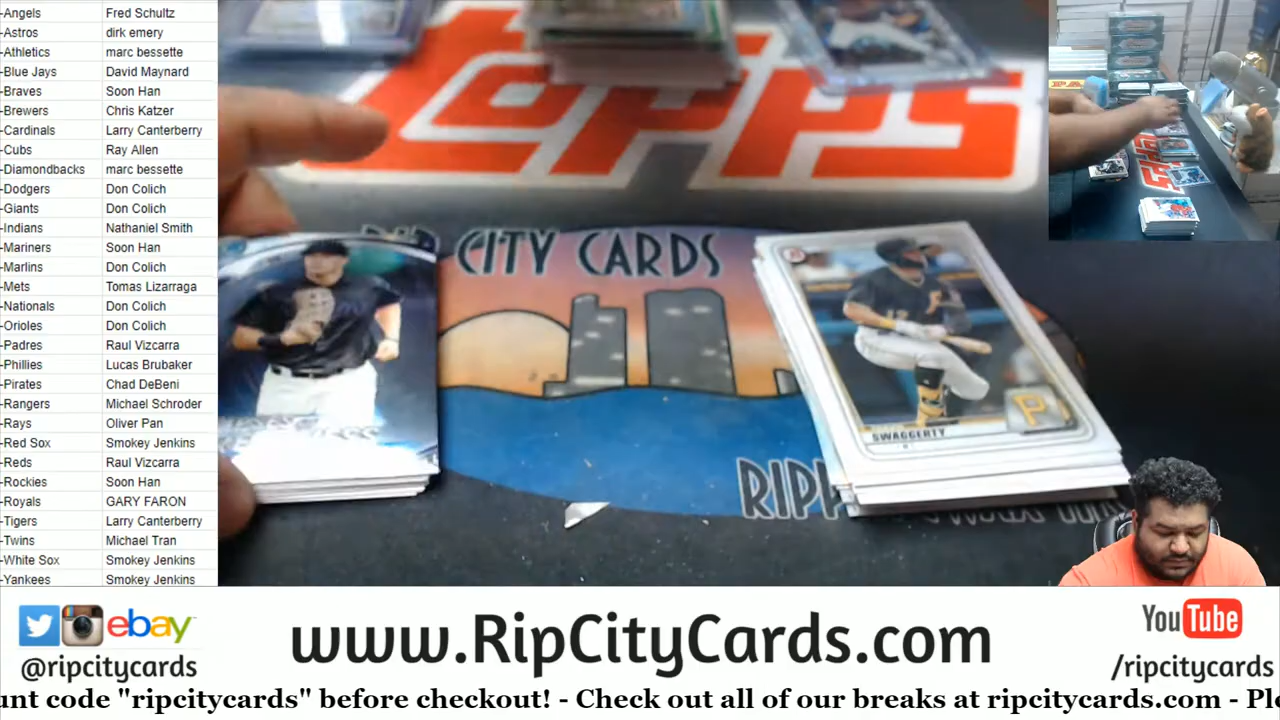 -Angels Fred Schultz
-Astros dirk emery
-Athletics marc bessette
-Blue Jays David Maynard
-Braves Soon Han
-Brewers Chris Katzer
-Cardinals Larry Canterberry
-Cubs Ray Allen
-Diamondbacks marc bessette
-Dodgers Don Colich
-Giants Don Colich
-Indians Nathaniel Smith
-Mariners Soon Han
-Marlins Don Colich
-Mets Tomas Lizarraga
-Nationals Don Colich
-Orioles Don Colich
-Padres Raul Vizcarra
-Phillies Lucas Brubaker
-Pirates Chad DeBeni
-Rangers Michael Schroder
-Rays Oliver Pan
-Red Sox Smokey Jenkins
-Reds Raul Vizcarra
-Rockies Soon Han
-Royals GARY FARON
-Tigers Larry Canterberry
-Twins Michael Tran
-White Sox Smokey Jenkins
-Yankees Smokey Jenkins
Topps
CITY CARDS
SWAGGERTY
P
ebay
@ripcitycards
www.RipCityCards.com
YouTube
/ripcitycards
unt code "ripcitycards" before checkout! - Check out all of our breaks at ripcitycards.com - Ple